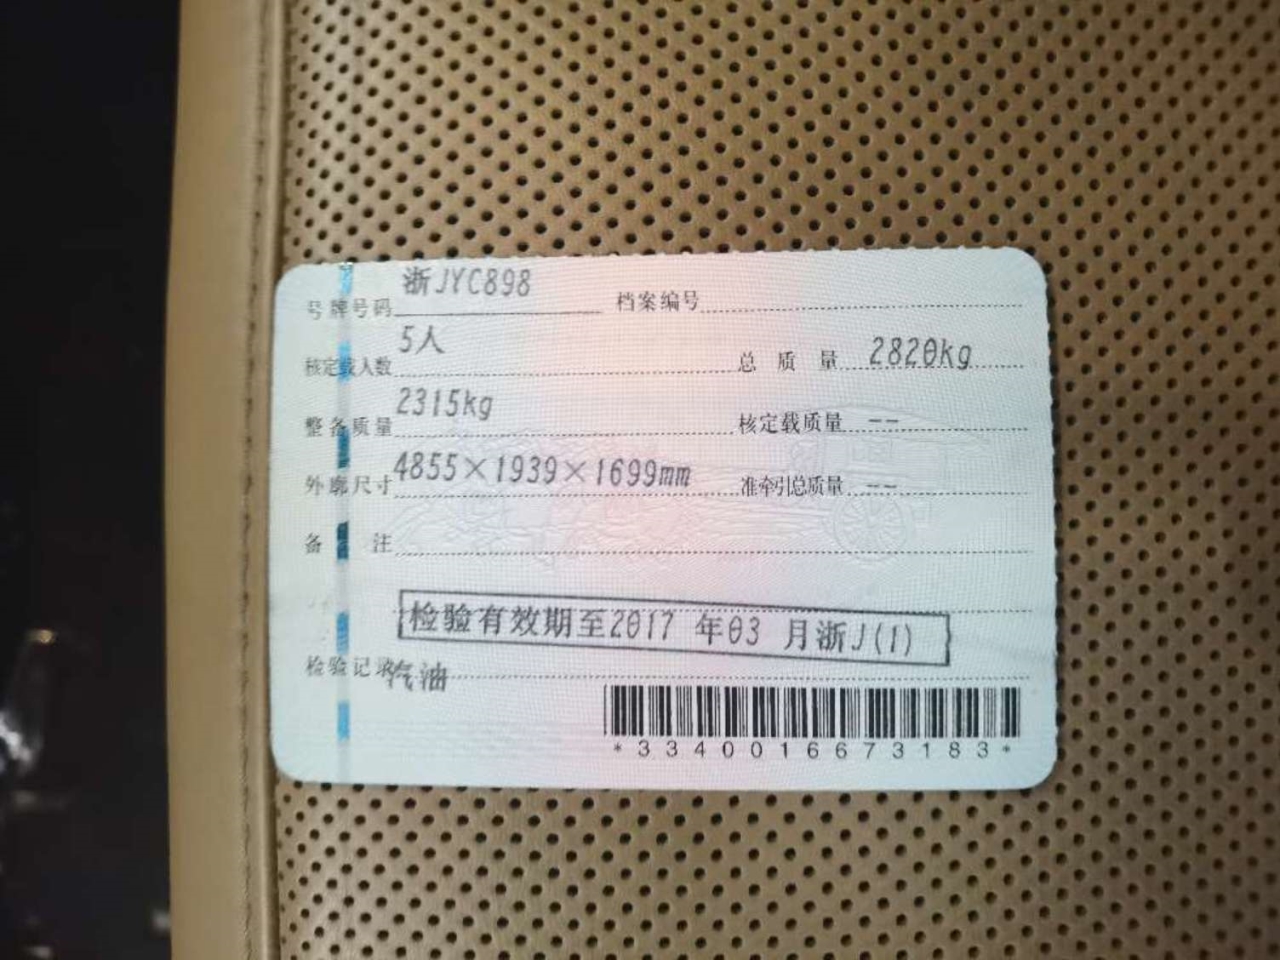 号牌号码 浙JYC898 档案编号
核定载人数 5人 总质量 2820kg
整备质量 2315kg 核定载质量 --
外廓尺寸 4855×1939×1699mm 准牵引总质量 --
备注
检验有效期至2017 年03 月浙J(1)
检验记录 汽油
*3340016673183*